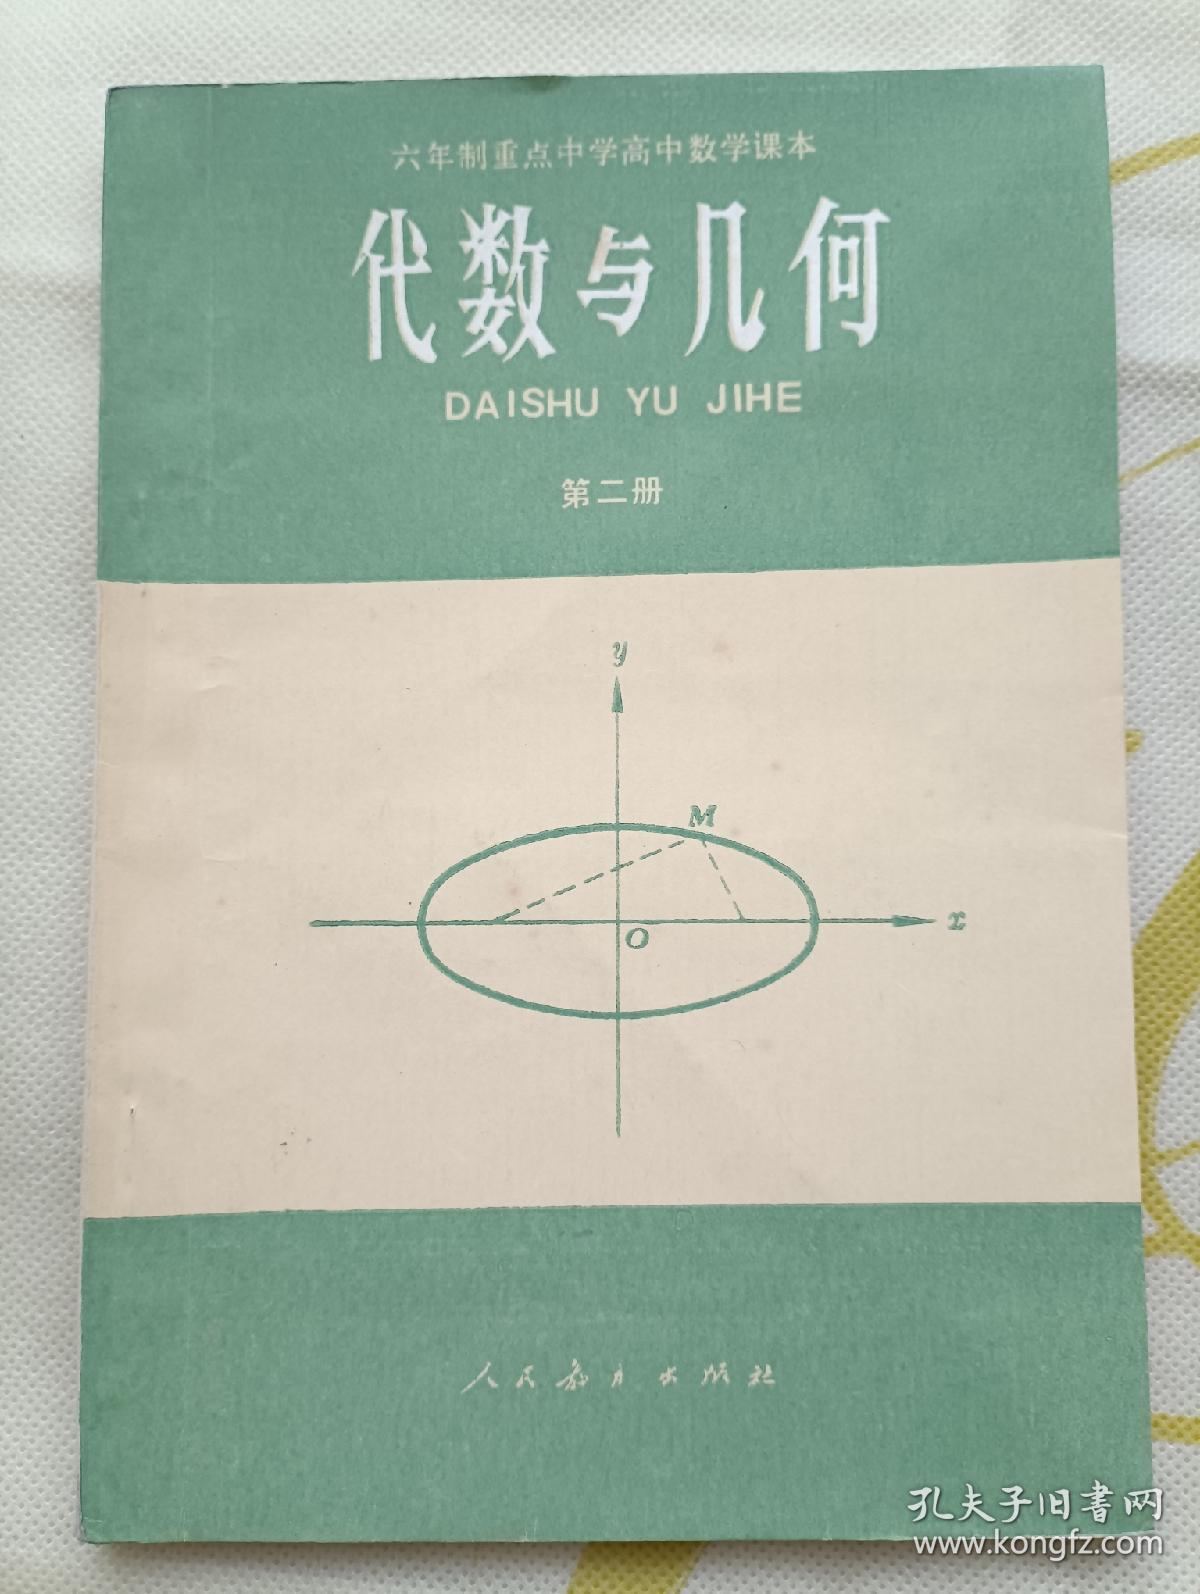 六年制重点中学高中数学课本
代数与几何
DAISHU YU JIHE
第二册
y
M
O
x
人民教育出版社
孔夫子旧书网
www.kongfz.com